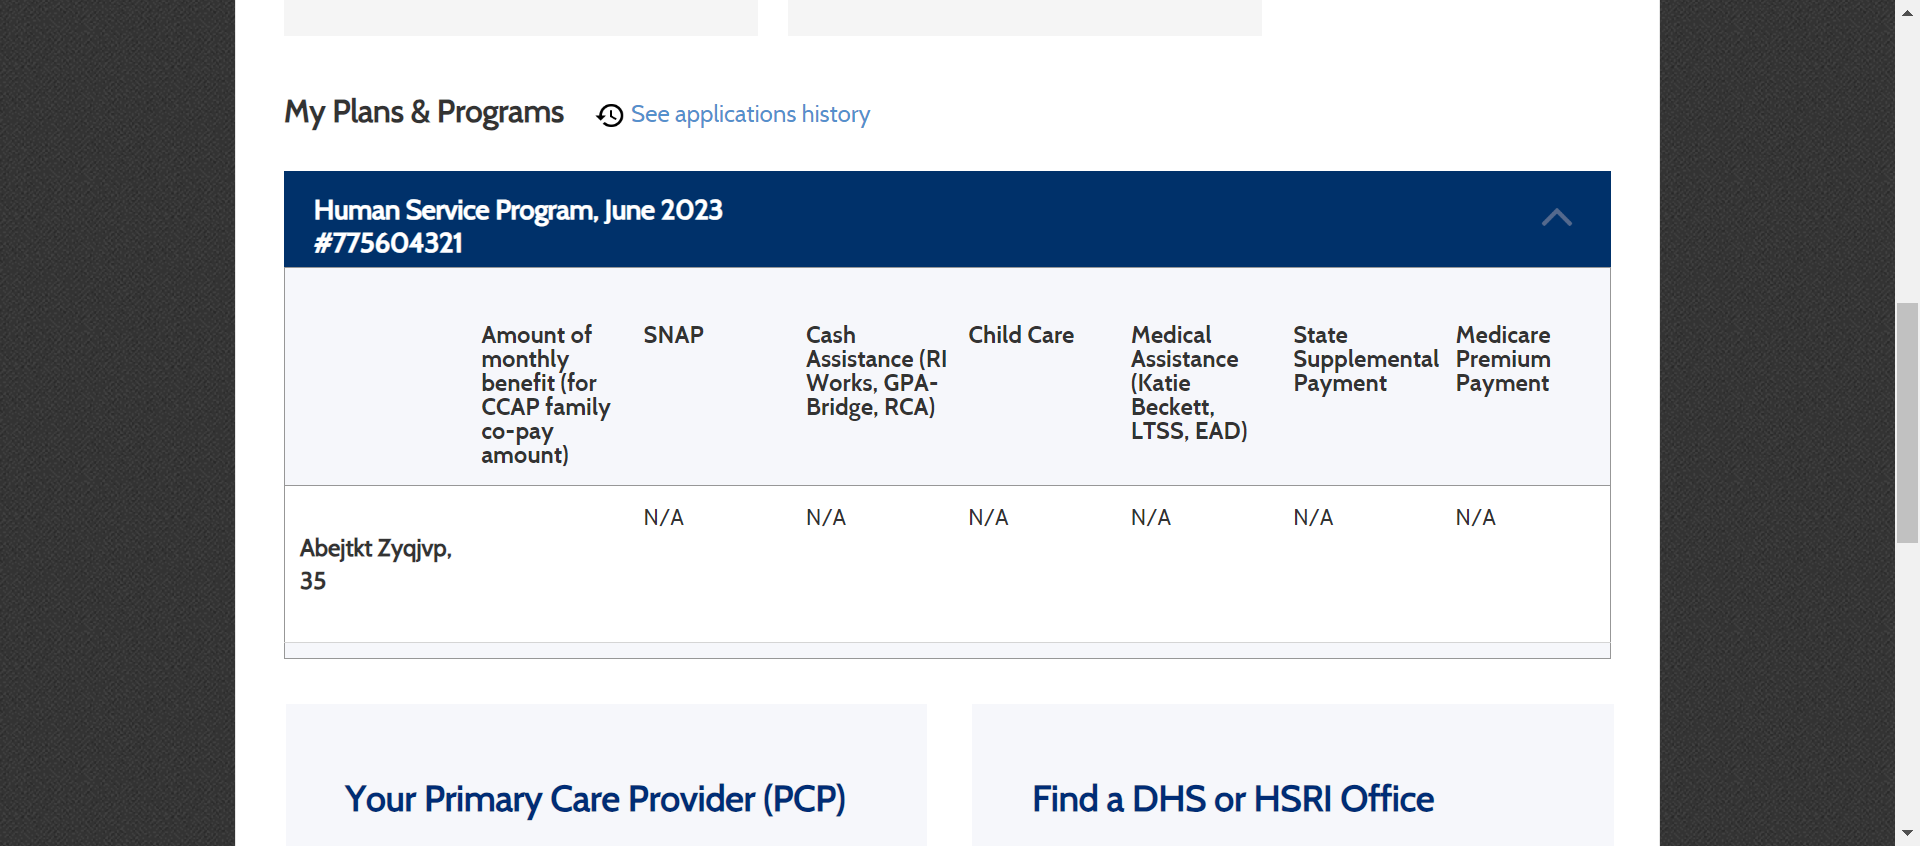 My Plans & Programs
See applications history
Human Service Program, June 2023
#775604321
Amount of
monthly
benefit (for
CCAP family
co-pay
amount)
SNAP
Cash
Assistance (RI
Works, GPA-
Bridge, RCA)
Child Care
Medical
Assistance
(Katie
Beckett,
LTSS, EAD)
State
Supplemental
Payment
Medicare
Premium
Payment
Abejtkt Zyqjvp,
35
N/A
N/A
N/A
N/A
N/A
N/A
Your Primary Care Provider (PCP)
Find a DHS or HSRI Office